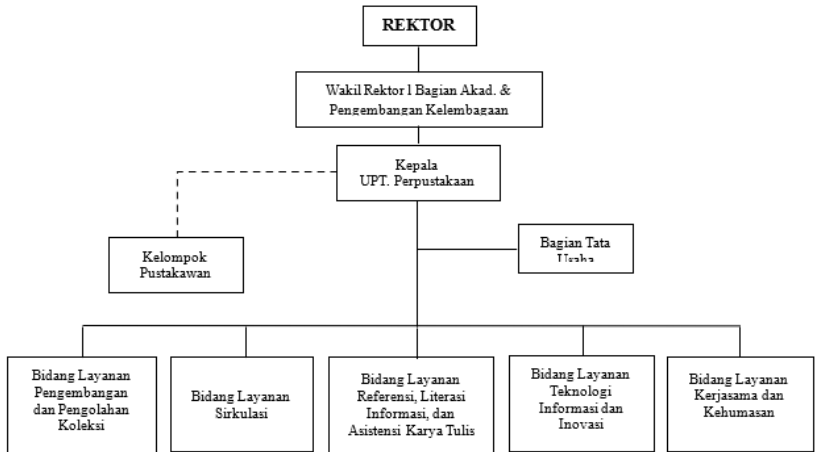 REKTOR
Wakil Rektor 1 Bagian Akad. &
Pengembangan Kelembagaan
Kepala
UPT. Perpustakaan
Kelompok
Pustakawan
Bagian Tata
Usaha
Bidang Layanan
Pengembangan
dan Pengolahan
Koleksi
Bidang Layanan
Sirkulasi
Bidang Layanan
Referensi, Literasi
Informasi, dan
Asistensi Karya Tulis
Bidang Layanan
Teknologi
Informasi dan
Inovasi
Bidang Layanan
Kerjasama dan
Kehumasan